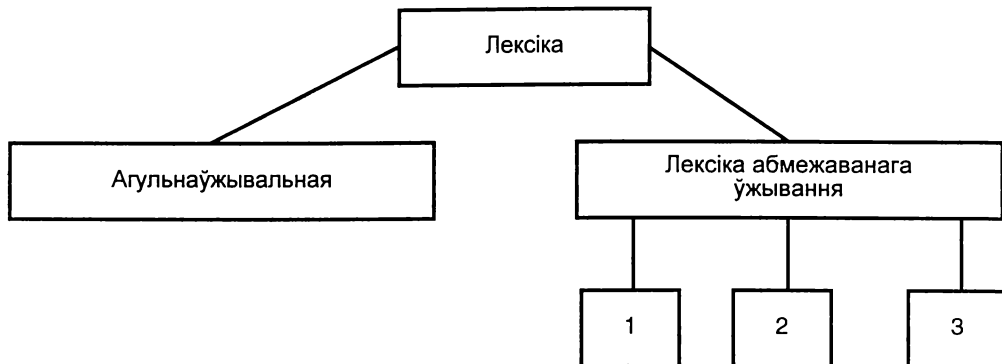 Лексіка
Агульнаўжывальная
Лексіка абмежаванага
ўжывання
1
2
3